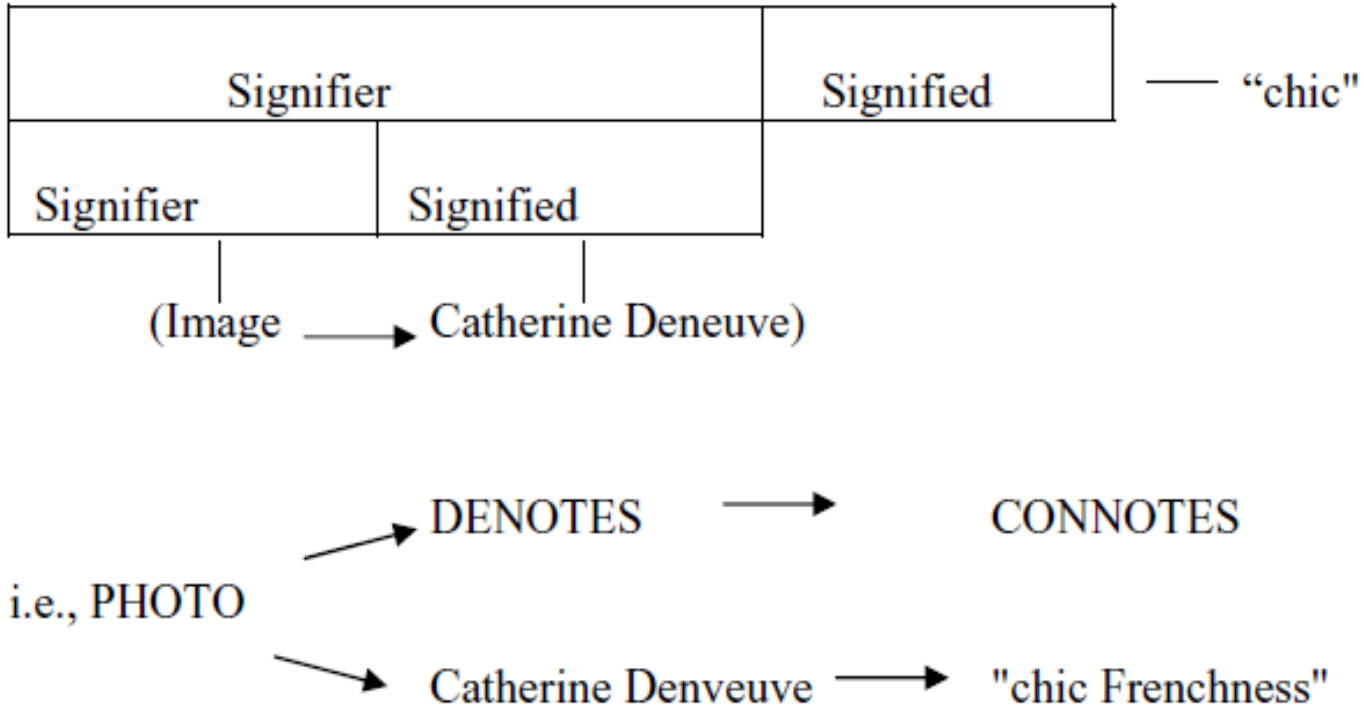 Signifier Signified “chic"
Signifier Signified
(Image Catherine Deneuve)
DENOTES CONNOTES
i.e., PHOTO
Catherine Denveuve "chic Frenchness"